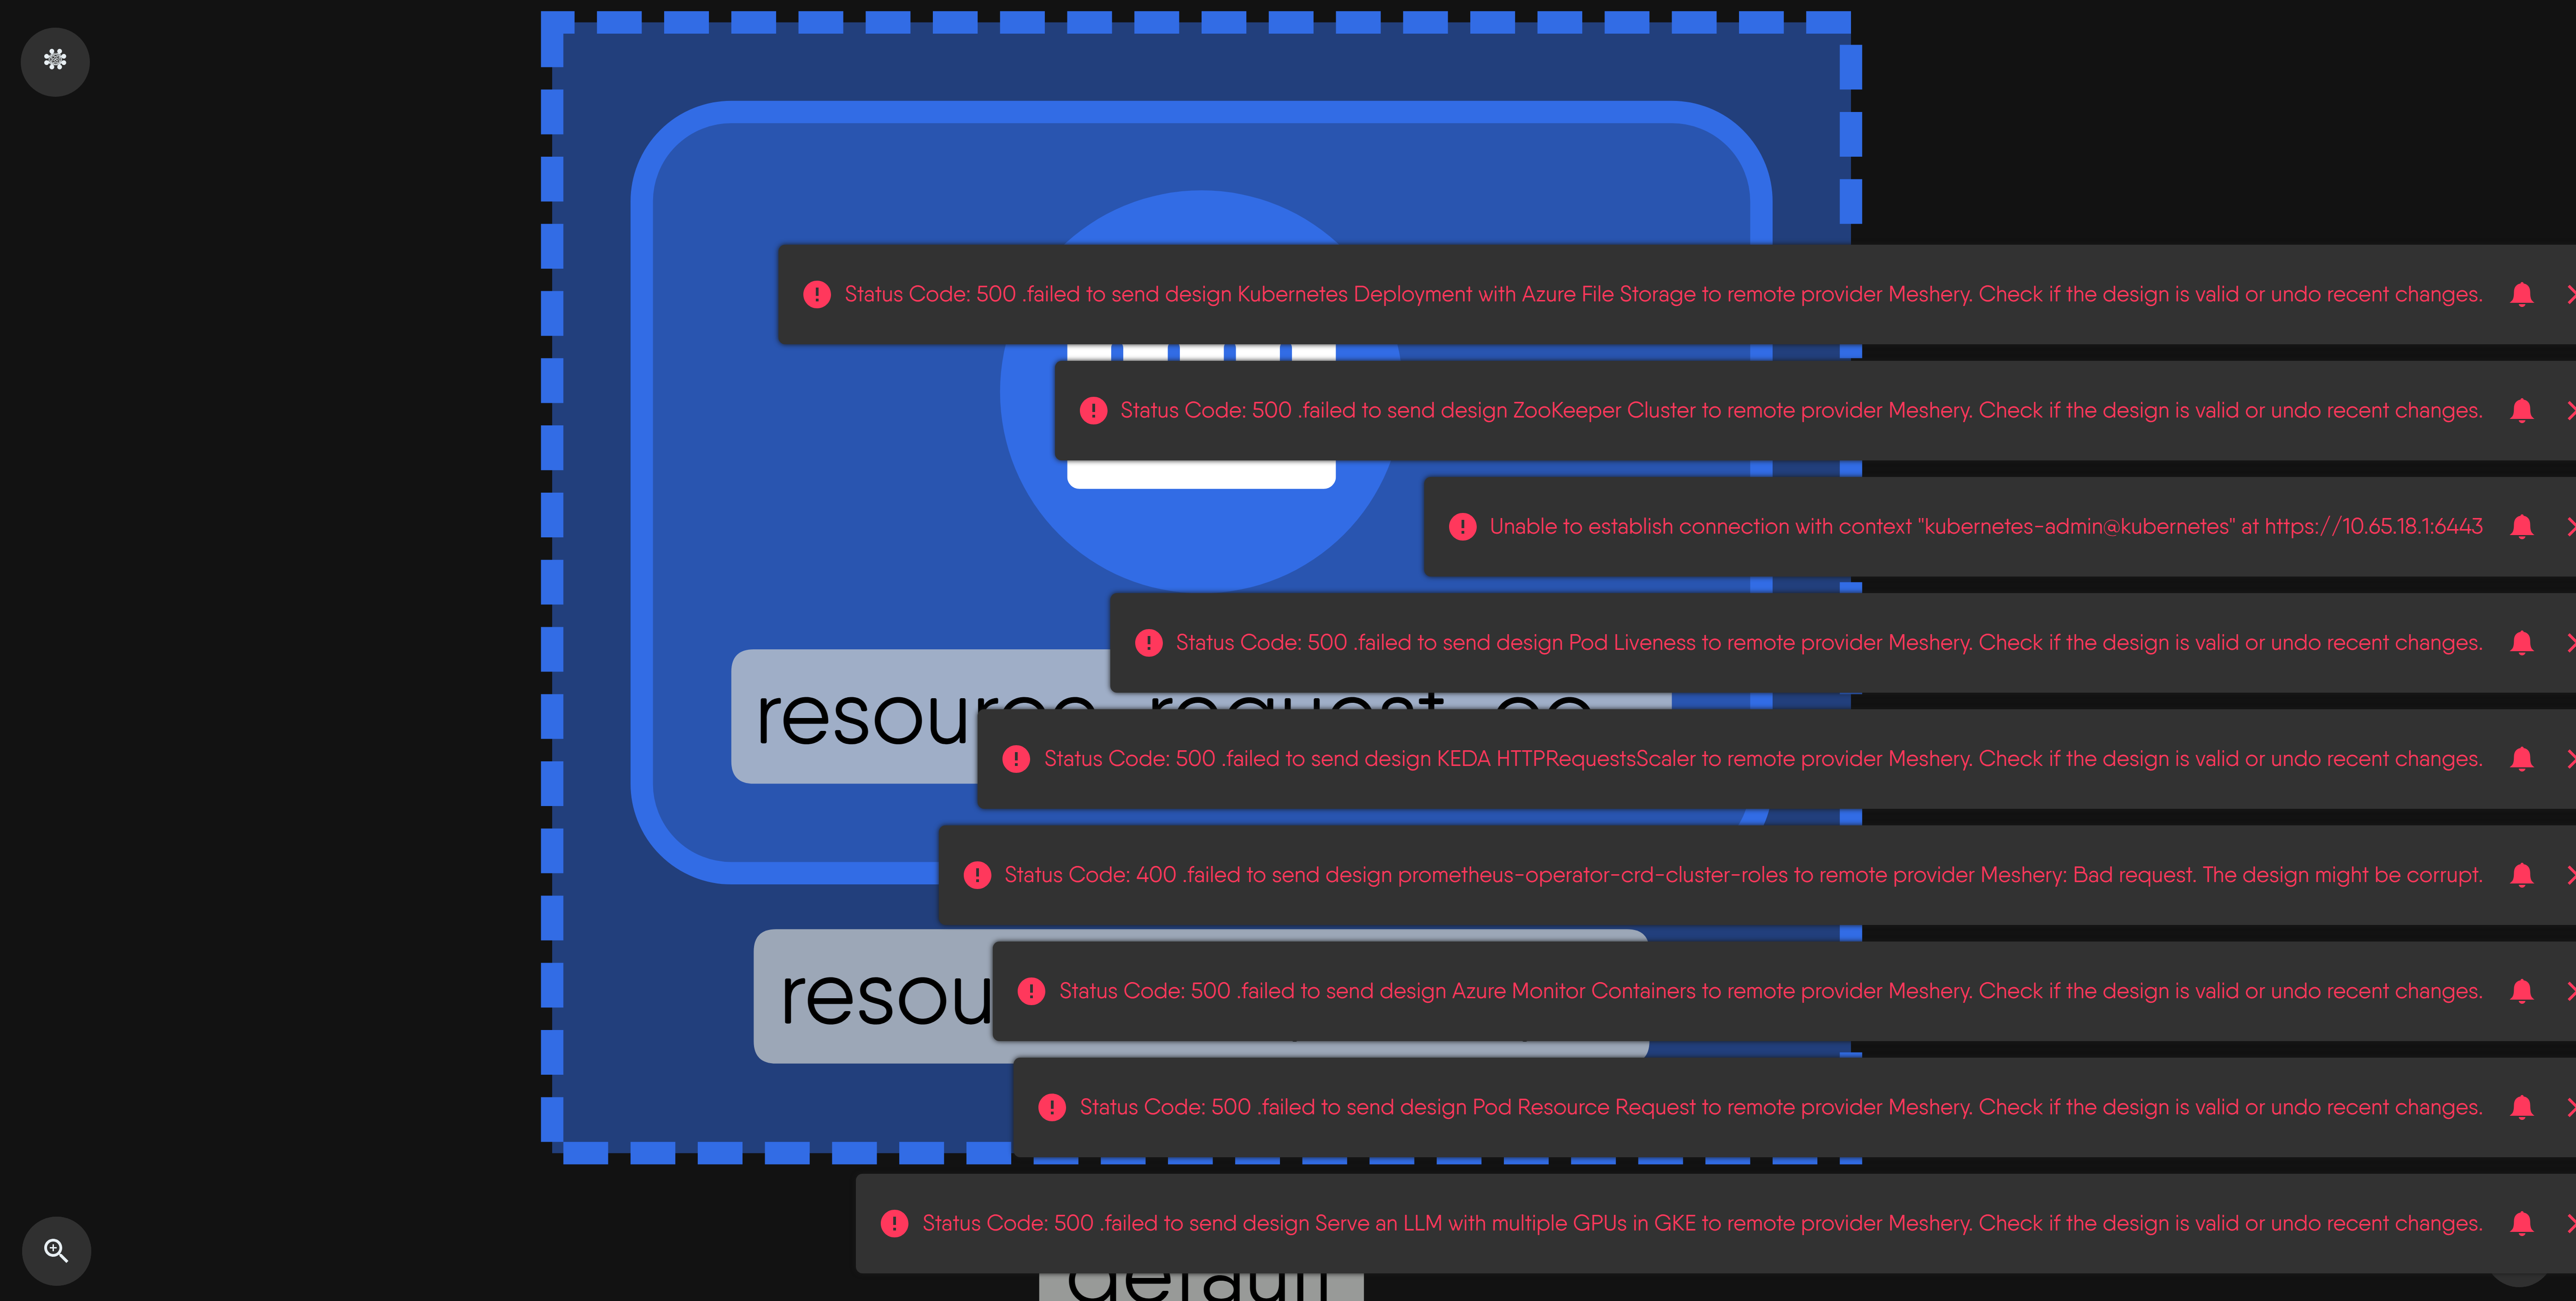 Status Code: 500 .failed to send design Kubernetes Deployment with Azure File Storage to remote provider Meshery. Check if the design is valid or undo recent changes.
Status Code: 500 .failed to send design ZooKeeper Cluster to remote provider Meshery. Check if the design is valid or undo recent changes.
Unable to establish connection with context "kubernetes-admin@kubernetes" at https://10.65.18.1:6443
Status Code: 500 .failed to send design Pod Liveness to remote provider Meshery. Check if the design is valid or undo recent changes.
resource-request-co
Status Code: 500 .failed to send design KEDA HTTPRequestsScaler to remote provider Meshery. Check if the design is valid or undo recent changes.
Status Code: 400 .failed to send design prometheus-operator-crd-cluster-roles to remote provider Meshery: Bad request. The design might be corrupt.
resou
Status Code: 500 .failed to send design Azure Monitor Containers to remote provider Meshery. Check if the design is valid or undo recent changes.
Status Code: 500 .failed to send design Pod Resource Request to remote provider Meshery. Check if the design is valid or undo recent changes.
Status Code: 500 .failed to send design Serve an LLM with multiple GPUs in GKE to remote provider Meshery. Check if the design is valid or undo recent changes.
default